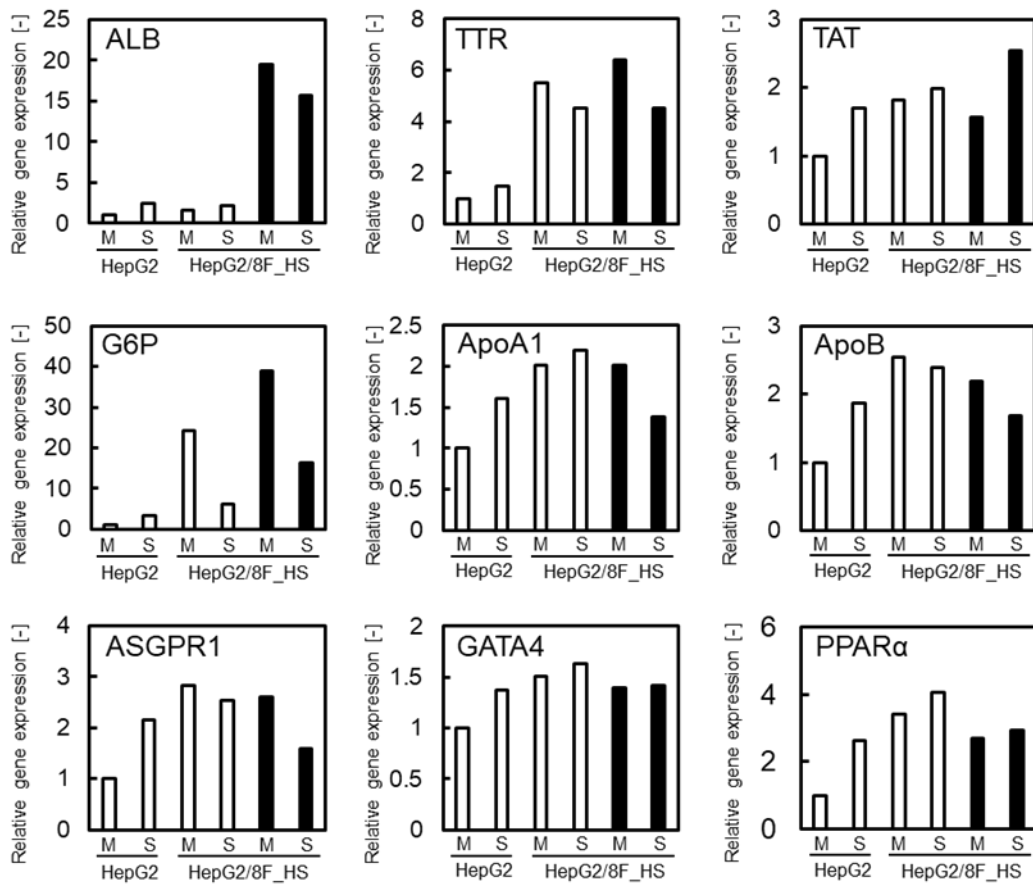 ALB
Relative gene expression [-]
25
20
15
10
5
0
M S M S M S
HepG2 HepG2/8F_HS
TTR
Relative gene expression [-]
8
6
4
2
0
M S M S M S
HepG2 HepG2/8F_HS
TAT
Relative gene expression [-]
3
2
1
0
M S M S M S
HepG2 HepG2/8F_HS
G6P
Relative gene expression [-]
50
40
30
20
10
0
M S M S M S
HepG2 HepG2/8F_HS
ApoA1
Relative gene expression [-]
2.5
2
1.5
1
0.5
0
M S M S M S
HepG2 HepG2/8F_HS
ApoB
Relative gene expression [-]
3
2
1
0
M S M S M S
HepG2 HepG2/8F_HS
ASGPR1
Relative gene expression [-]
4
3
2
1
0
M S M S M S
HepG2 HepG2/8F_HS
GATA4
Relative gene expression [-]
2
1.5
1
0.5
0
M S M S M S
HepG2 HepG2/8F_HS
PPARα
Relative gene expression [-]
6
4
2
0
M S M S M S
HepG2 HepG2/8F_HS